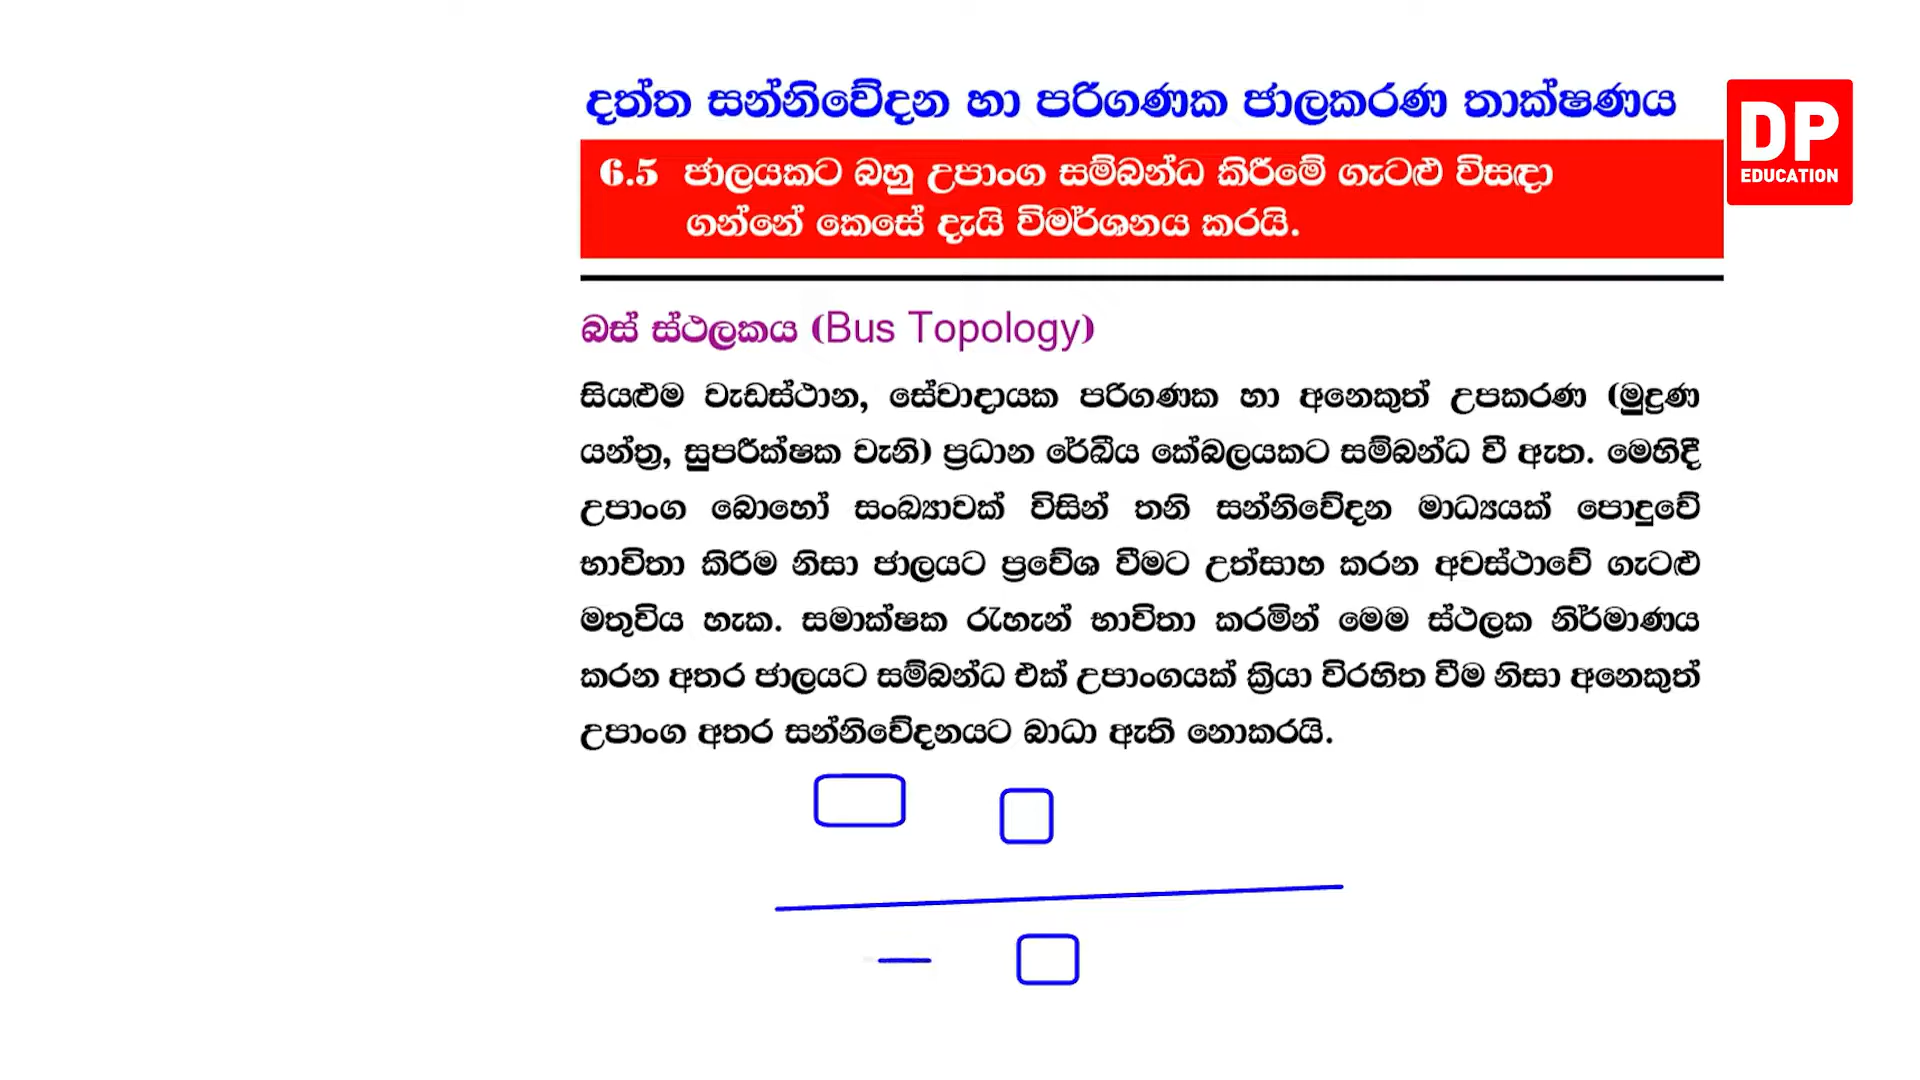 දත්ත සන්නිවේදන හා පරිගණක ජාලකරණ තාක්ෂණය
DP
EDUCATION
6.5 ජාලයකට බහු උපාංග සම්බන්ධ කිරීමේ ගැටළු විසඳා
ගන්නේ කෙසේ දැයි විමර්ශනය කරයි.
බස් ස්ථලකය (Bus Topology)
සියළුම වැඩස්ථාන, සේවාදායක පරිගණක හා අනෙකුත් උපකරණ (මුද්‍රණ
යන්ත්‍ර, සුපරීක්ෂක වැනි) ප්‍රධාන රේඛීය කේබලයකට සම්බන්ධ වී ඇත. මෙහිදී
උපාංග බොහෝ සංඛ්‍යාවක් විසින් තනි සන්නිවේදන මාධ්‍යයක් පොදුවේ
භාවිතා කිරීම නිසා ජාලයට ප්‍රවේශ වීමට උත්සාහ කරන අවස්ථාවේ ගැටළු
මතුවිය හැක. සමාක්ෂක රැහැන් භාවිතා කරමින් මෙම ස්ථලක නිර්මාණය
කරන අතර ජාලයට සම්බන්ධ එක් උපාංගයක් ක්‍රියා විරහිත වීම නිසා අනෙකුත්
උපාංග අතර සන්නිවේදනයට බාධා ඇති නොකරයි.